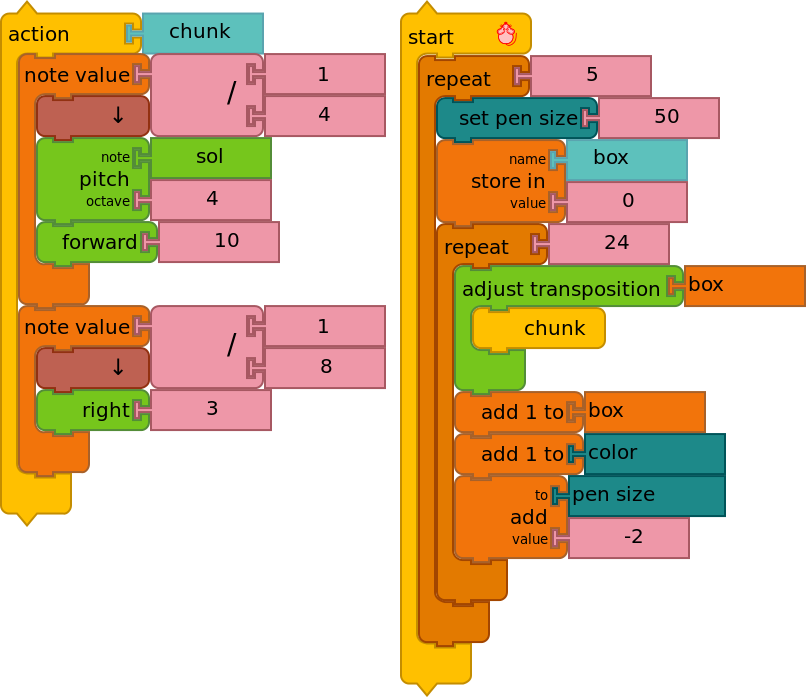 action chunk
note value / 1
4
↓
note sol
pitch
octave 4
forward 10
note value / 1
8
↓
right 3
start
repeat 5
set pen size 50
name box
store in
value 0
repeat 24
adjust transposition box
chunk
add 1 to box
add 1 to color
to pen size
add
value -2